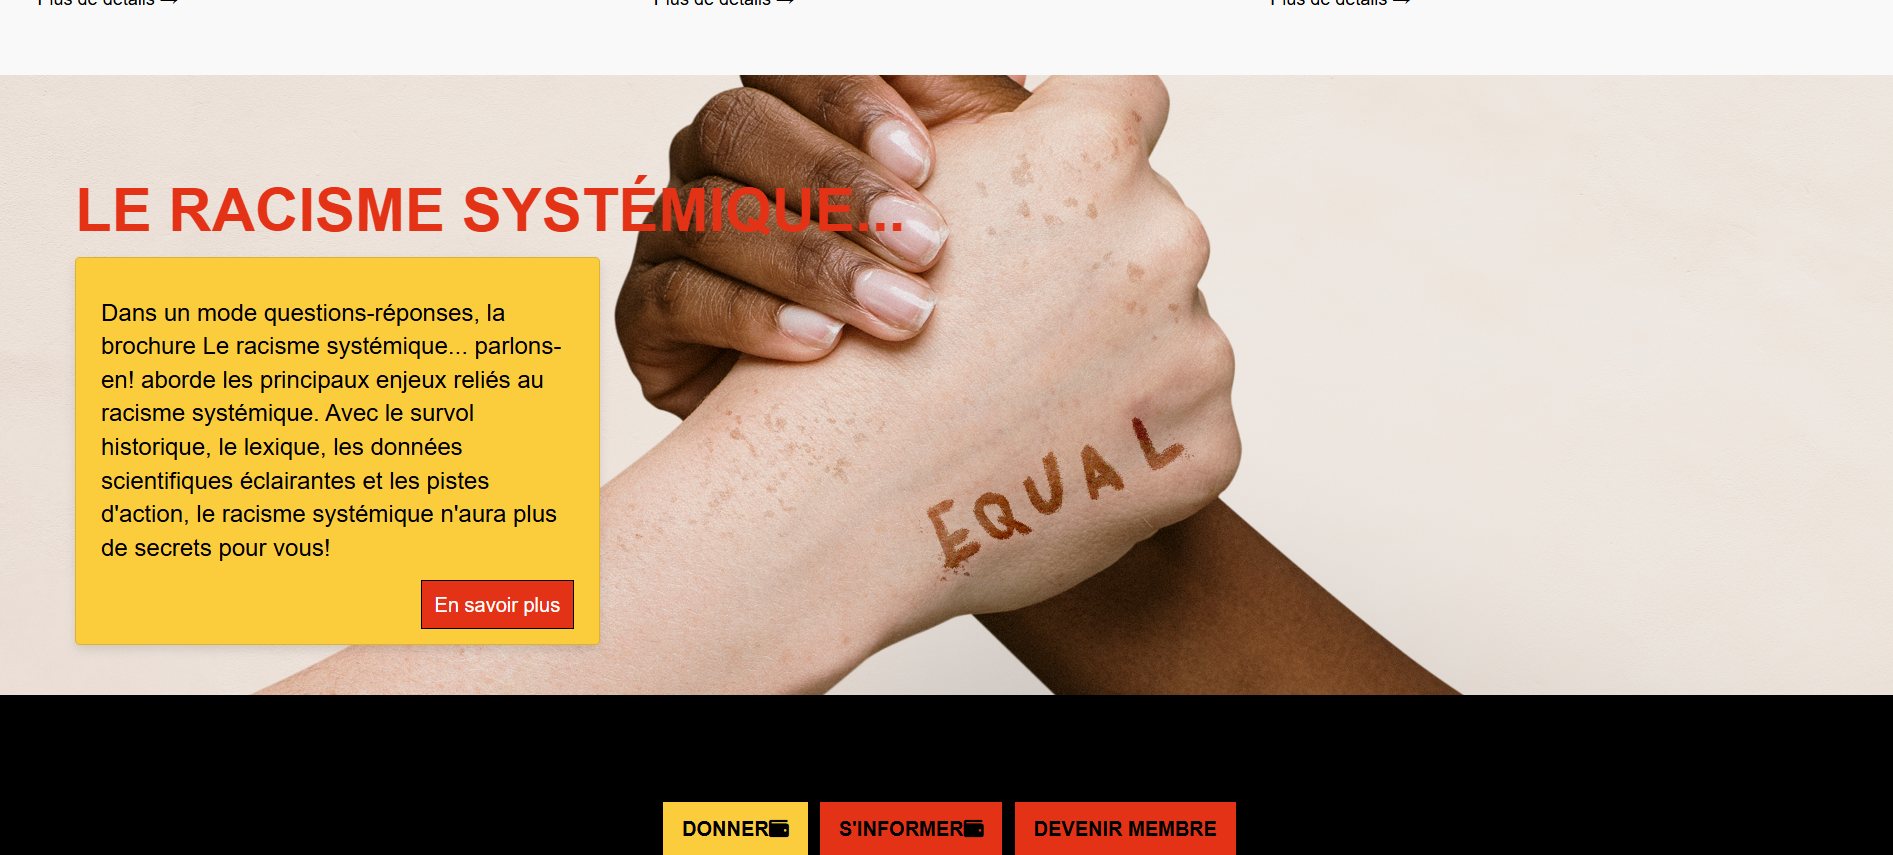 Plus de détails →
Plus de détails →
Plus de détails →
LE RACISME SYSTÉMIQUE...
Dans un mode questions-réponses, la
brochure Le racisme systémique... parlons-
en! aborde les principaux enjeux reliés au
racisme systémique. Avec le survol
historique, le lexique, les données
scientifiques éclairantes et les pistes
d'action, le racisme systémique n'aura plus
de secrets pour vous!
En savoir plus
EQUAL
DONNER
S'INFORMER
DEVENIR MEMBRE